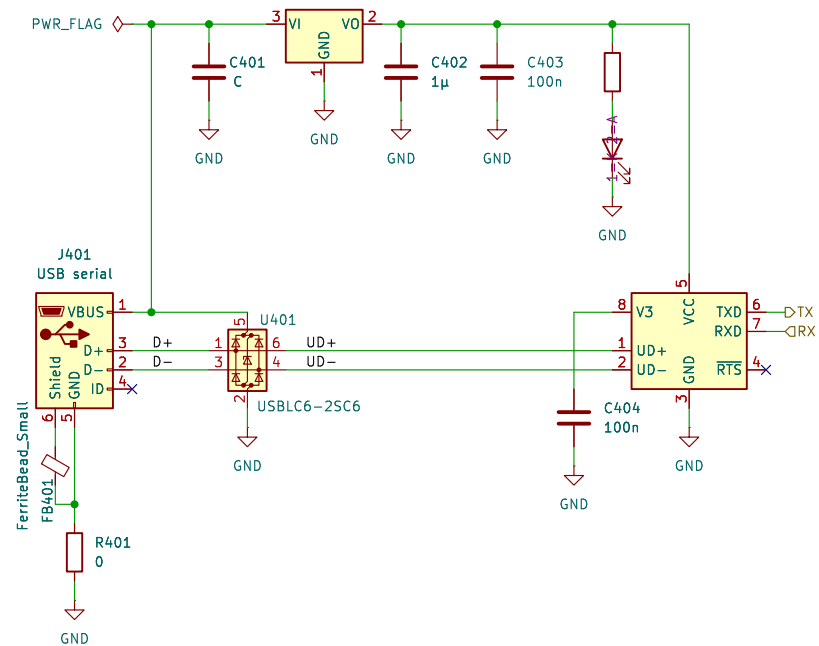 PWR_FLAG
3 VI VO 2
GND
1
C401
C
C402
1µ
C403
100n
GND
GND
GND
GND
2=A
GND
J401
USB serial
VBUS 1
D+ 3
D- 2
ID 4
Shield
GND
6 5
D+
D-
U401
5
1 6
3 4
2
USBLC6-2SC6
UD+
UD-
GND
5
8 V3 VCC TXD 6 TX
RXD 7 RX
1 UD+
2 UD- GND RTS 4
3
C404
100n
GND
GND
FerriteBead_Small
FB401
R401
0
GND